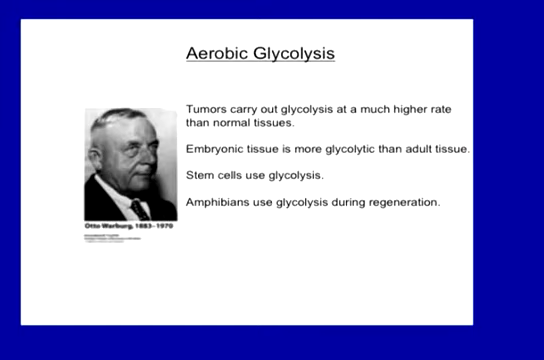 Aerobic Glycolysis
Tumors carry out glycolysis at a much higher rate
than normal tissues.
Embryonic tissue is more glycolytic than adult tissue.
Stem cells use glycolysis.
Amphibians use glycolysis during regeneration.
Otto Warburg, 1883-1970